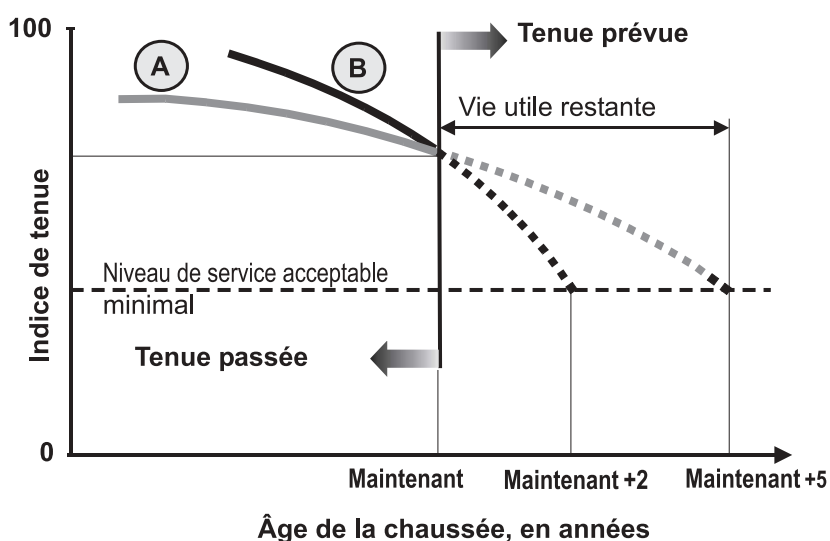 100
A
B
Tenue prévue
Vie utile restante
Indice de tenue
Niveau de service acceptable
minimal
Tenue passée
0
Maintenant
Maintenant +2
Maintenant +5
Âge de la chaussée, en années